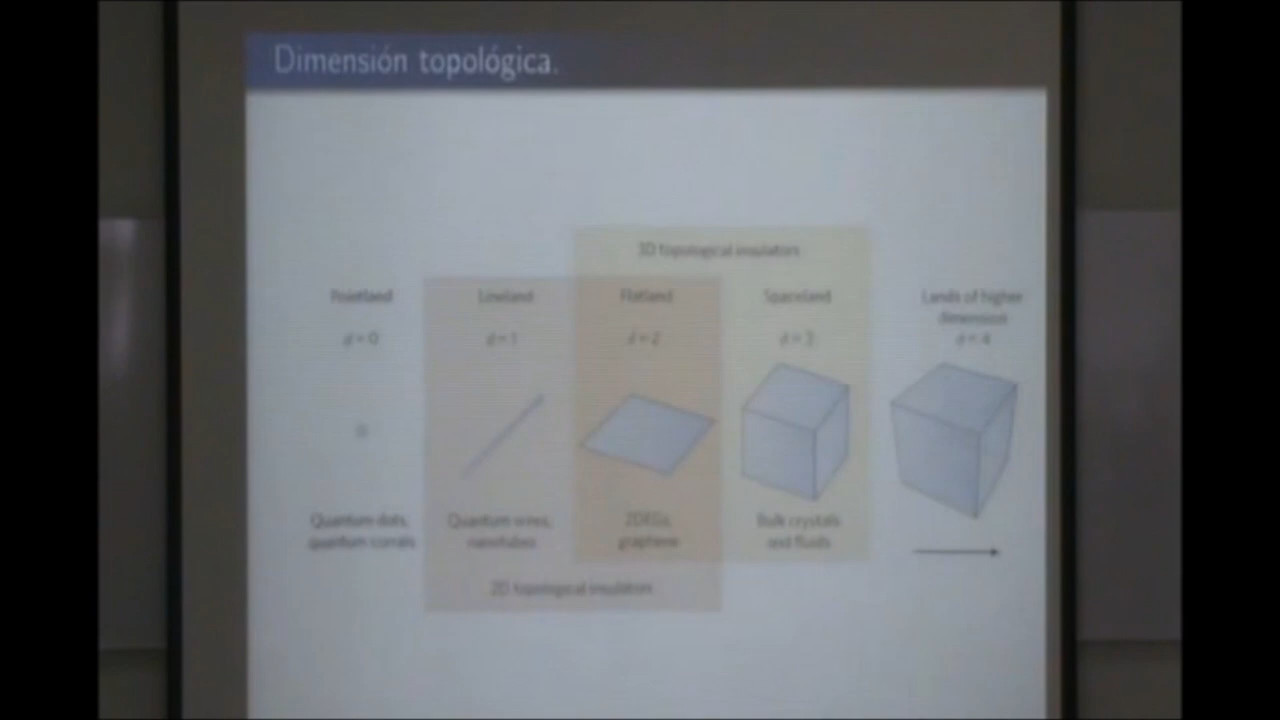 Dimensión topológica.
3D topological insulators
Pointland
Lineland
Flatland
Spaceland
Lands of higher
dimension
d = 0
d = 1
d = 2
d = 3
d = 4
Quantum dots,
quantum corrals
Quantum wires,
nanotubes
2DEGs,
graphene
Bulk crystals
and fluids
2D topological insulators